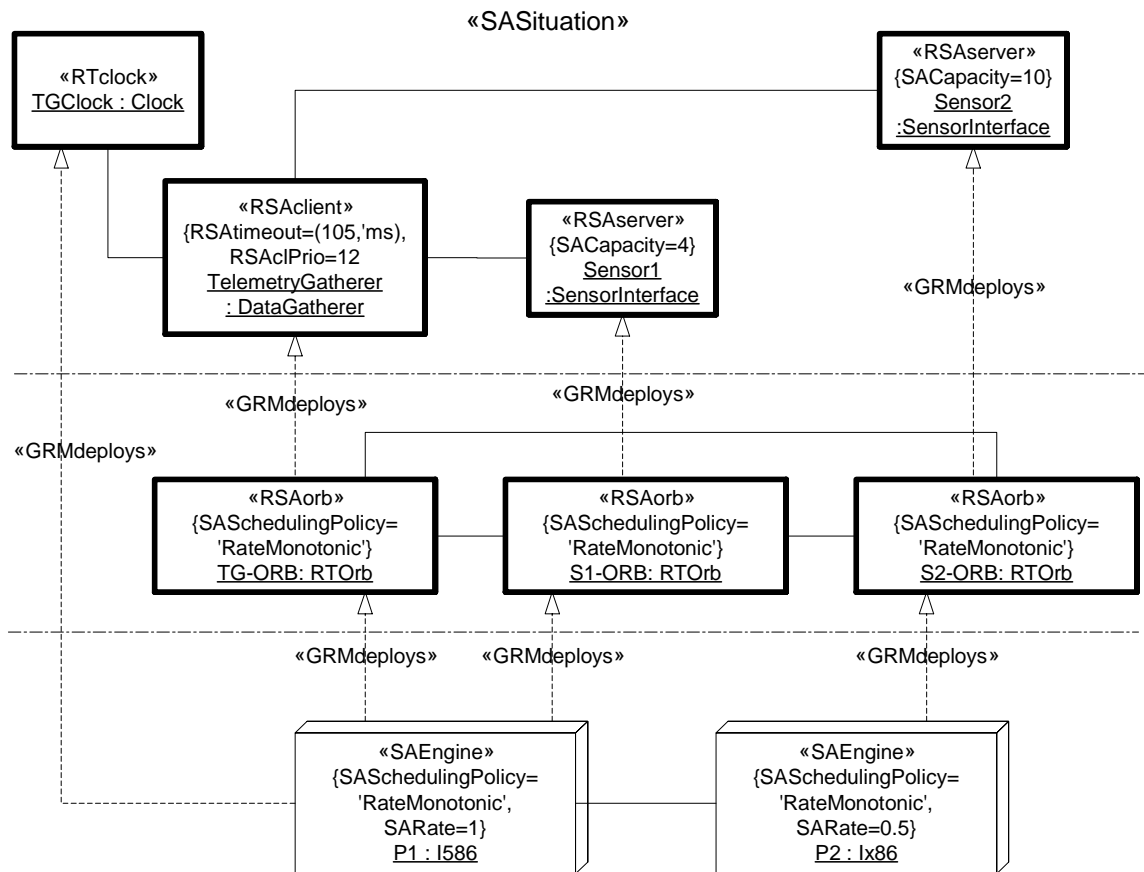 «SASituation»
«RTclock»
TGClock : Clock
«RSAserver»
{SACapacity=10}
Sensor2
:SensorInterface
«RSAclient»
{RSAtimeout=(105,'ms),
RSAclPrio=12
TelemetryGatherer
: DataGatherer
«RSAserver»
{SACapacity=4}
Sensor1
:SensorInterface
«GRMdeploys»
«GRMdeploys»
«GRMdeploys»
«GRMdeploys»
«RSAorb»
{SASchedulingPolicy=
'RateMonotonic'}
TG-ORB: RTOrb
«RSAorb»
{SASchedulingPolicy=
'RateMonotonic'}
S1-ORB: RTOrb
«RSAorb»
{SASchedulingPolicy=
'RateMonotonic'}
S2-ORB: RTOrb
«GRMdeploys»
«GRMdeploys»
«GRMdeploys»
«SAEngine»
{SASchedulingPolicy=
'RateMonotonic',
SARate=1}
P1 : I586
«SAEngine»
{SASchedulingPolicy=
'RateMonotonic',
SARate=0.5}
P2 : Ix86